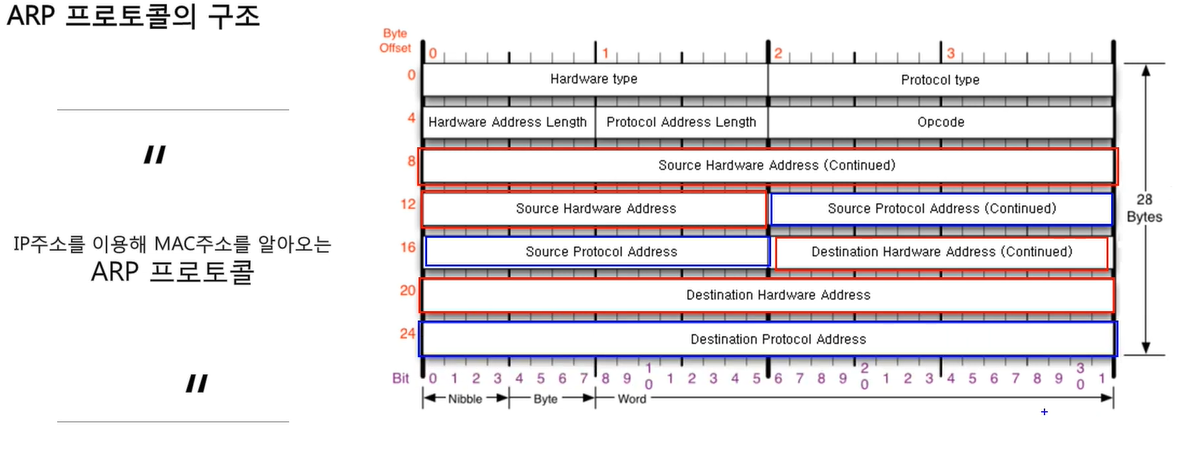 ARP 프로토콜의 구조
"
IP주소를 이용해 MAC주소를 알아오는
ARP 프로토콜
"
Byte
Offset
0 1 2 3
0 Hardware type Protocol type
4 Hardware Address Length Protocol Address Length Opcode
8 Source Hardware Address (Continued)
12 Source Hardware Address Source Protocol Address (Continued)
16 Source Protocol Address Destination Hardware Address (Continued)
20 Destination Hardware Address
24 Destination Protocol Address
28
Bytes
Bit 0 1 2 3 4 5 6 7 8 9 10 1 2 3 4 5 6 7 8 9 20 1 2 3 4 5 6 7 8 9 30 1
Nibble Byte Word